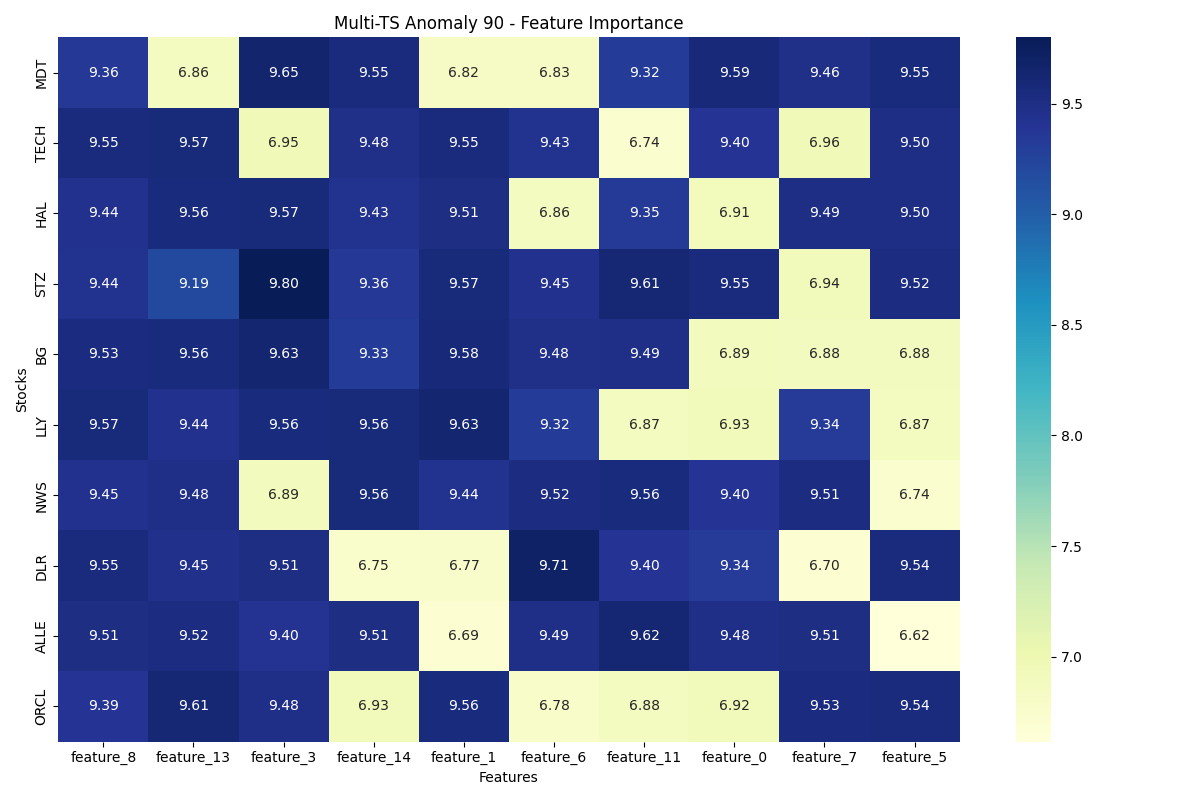 Multi-TS Anomaly 90 - Feature Importance
Stocks
MDT 9.36 6.86 9.65 9.55 6.82 6.83 9.32 9.59 9.46 9.55
TECH 9.55 9.57 6.95 9.48 9.55 9.43 6.74 9.40 6.96 9.50
HAL 9.44 9.56 9.57 9.43 9.51 6.86 9.35 6.91 9.49 9.50
STZ 9.44 9.19 9.80 9.36 9.57 9.45 9.61 9.55 6.94 9.52
BG 9.53 9.56 9.63 9.33 9.58 9.48 9.49 6.89 6.88 6.88
LLY 9.57 9.44 9.56 9.56 9.63 9.32 6.87 6.93 9.34 6.87
NWS 9.45 9.48 6.89 9.56 9.44 9.52 9.56 9.40 9.51 6.74
DLR 9.55 9.45 9.51 6.75 6.77 9.71 9.40 9.34 6.70 9.54
ALLE 9.51 9.52 9.40 9.51 6.69 9.49 9.62 9.48 9.51 6.62
ORCL 9.39 9.61 9.48 6.93 9.56 6.78 6.88 6.92 9.53 9.54
feature_8 feature_13 feature_3 feature_14 feature_1 feature_6 feature_11 feature_0 feature_7 feature_5
Features
9.5
9.0
8.5
8.0
7.5
7.0